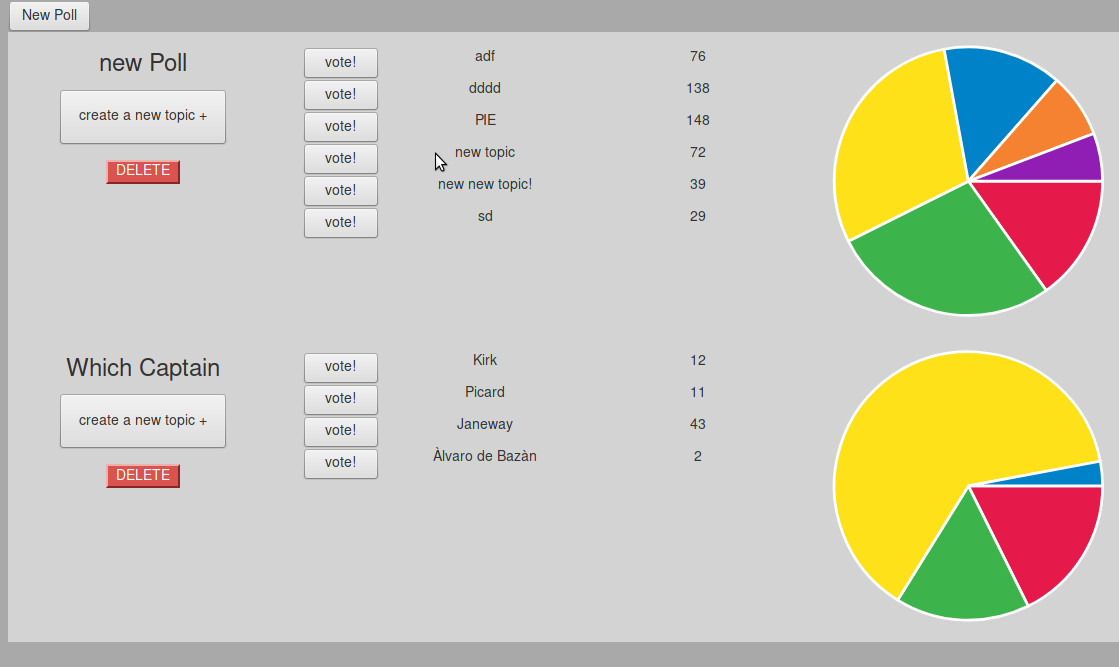 New Poll
new Poll
create a new topic +
DELETE
vote! adf 76
vote! dddd 138
vote! PIE 148
vote! new topic 72
vote! new new topic! 39
vote! sd 29
Which Captain
create a new topic +
DELETE
vote! Kirk 12
vote! Picard 11
vote! Janeway 43
vote! Àlvaro de Bazàn 2